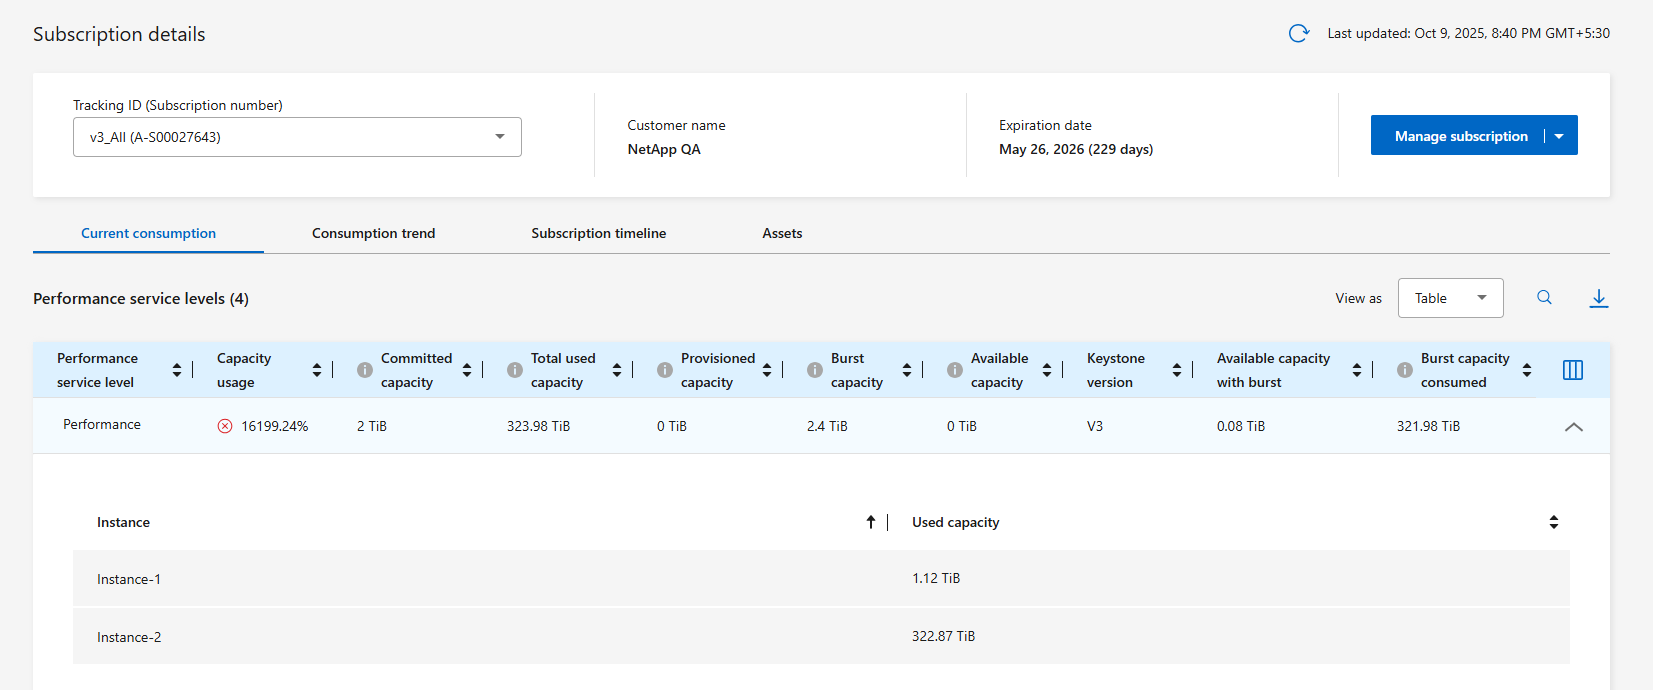 Subscription details
Last updated: Oct 9, 2025, 8:40 PM GMT+5:30
Tracking ID (Subscription number)
v3_All (A-S00027643)
Customer name
NetApp QA
Expiration date
May 26, 2026 (229 days)
Manage subscription
Current consumption
Consumption trend
Subscription timeline
Assets
Performance service levels (4)
View as
Table
Performance
service level
Capacity
usage
Committed
capacity
Total used
capacity
Provisioned
capacity
Burst
capacity
Available
capacity
Keystone
version
Available capacity
with burst
Burst capacity
consumed
Performance
16199.24%
2 TiB
323.98 TiB
0 TiB
2.4 TiB
0 TiB
V3
0.08 TiB
321.98 TiB
Instance
Used capacity
Instance-1
1.12 TiB
Instance-2
322.87 TiB